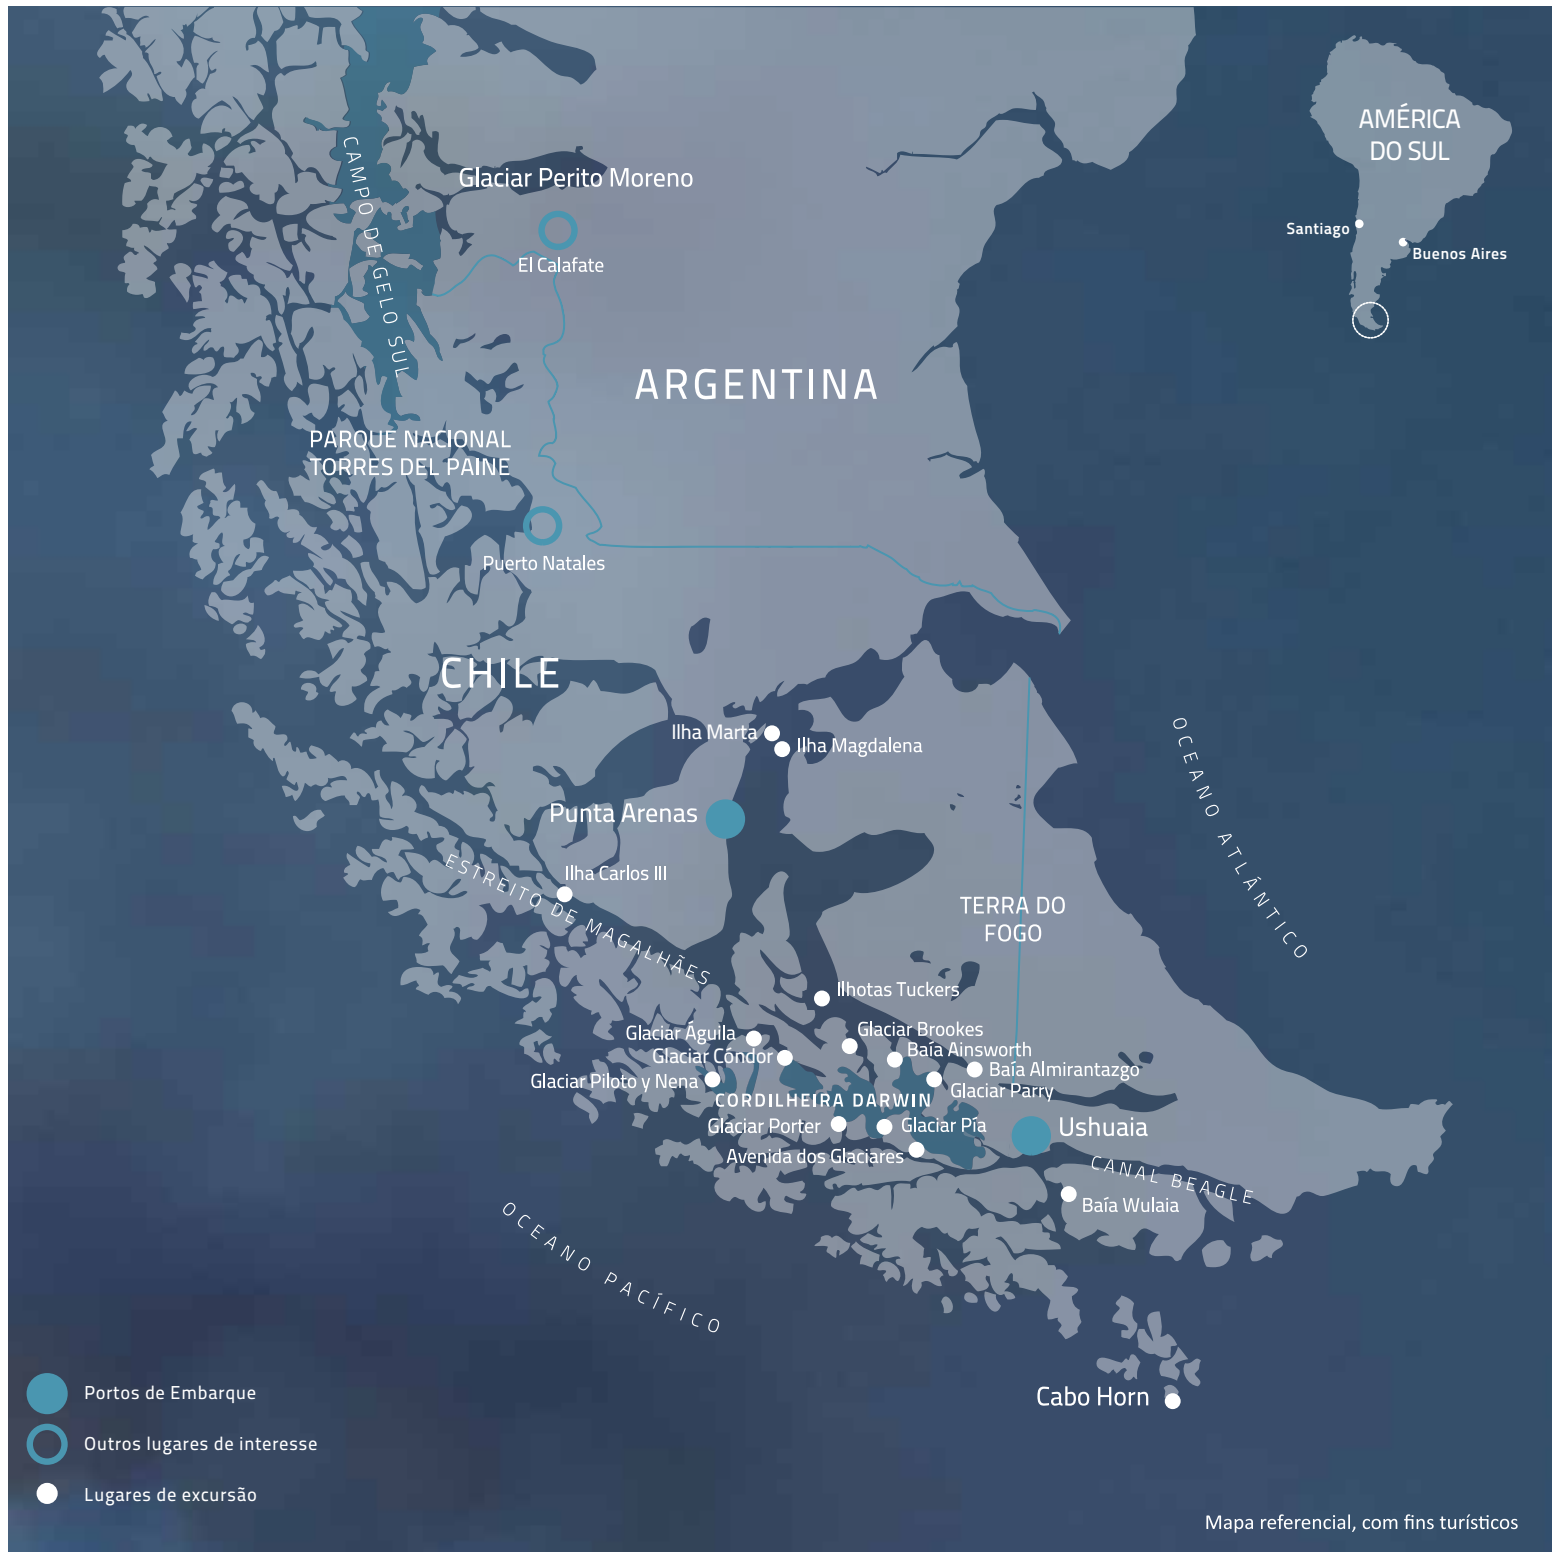 AMÉRICA
DO SUL
Santiago
Buenos Aires
CAMPO DE GELO SUL
Glaciar Perito Moreno
El Calafate
ARGENTINA
PARQUE NACIONAL
TORRES DEL PAINE
Puerto Natales
CHILE
Ilha Marta
Ilha Magdalena
OCEANO ATLÁNTICO
Punta Arenas
ESTREITO DE MAGALHÃES
Ilha Carlos III
TERRA DO
FOGO
Ilhotas Tuckers
Glaciar Águila
Glaciar Brookes
Glaciar Cóndor
Baía Ainsworth
Baía Almirantazgo
Glaciar Piloto y Nena
Glaciar Parry
CORDILHEIRA DARWIN
Glaciar Porter
Glaciar Pía
Ushuaia
Avenida dos Glaciares
CANAL BEAGLE
Baía Wulaia
OCEANO PACÍFICO
Cabo Horn
Portos de Embarque
Outros lugares de interesse
Lugares de excursão
Mapa referencial, com fins turísticos